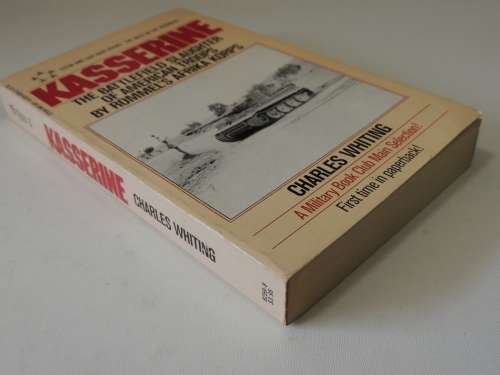 KASSERINE
THE BATTLEFIELD SLAUGHTER
OF AMERICAN TROOPS
BY ROMMEL'S AFRIKA KORPS
CHARLES WHITING
A Military Book Club Main Selection!
First time in paperback!
KASSERINE
CHARLES WHITING